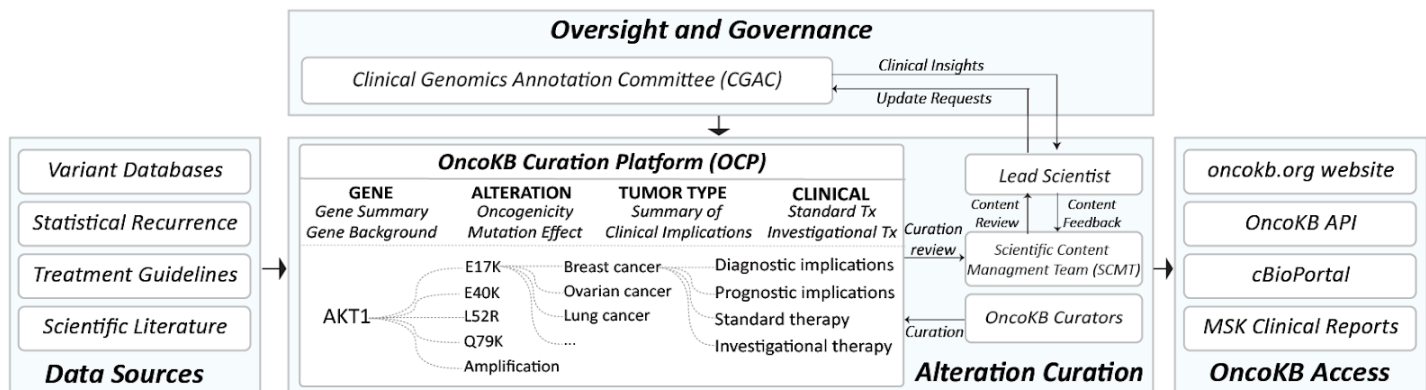 Oversight and Governance
Clinical Genomics Annotation Committee (CGAC)
Clinical Insights
Update Requests
Variant Databases
Statistical Recurrence
Treatment Guidelines
Scientific Literature
Data Sources
OncoKB Curation Platform (OCP)
GENE
Gene Summary
Gene Background
ALTERATION
Oncogenicity
Mutation Effect
TUMOR TYPE
Summary of
Clinical Implications
CLINICAL
Standard Tx
Investigational Tx
AKT1
E17K
E40K
L52R
Q79K
Amplification
Breast cancer
Ovarian cancer
Lung cancer
...
Diagnostic implications
Prognostic implications
Standard therapy
Investigational therapy
Curation
review
Curation
Lead Scientist
Content
Review
Content
Feedback
Scientific Content
Managment Team (SCMT)
OncoKB Curators
Alteration Curation
oncokb.org website
OncoKB API
cBioPortal
MSK Clinical Reports
OncoKB Access